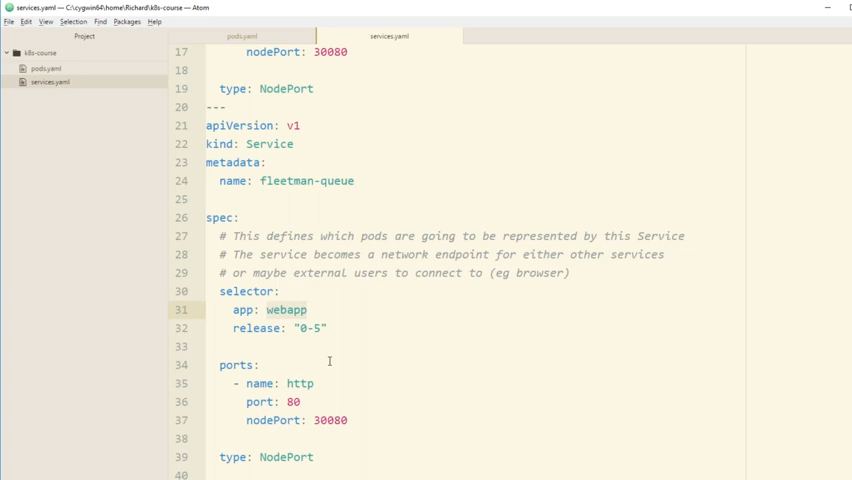 services.yaml — C:\cygwin64\home\Richard\k8s-course — Atom
File Edit View Selection Find Packages Help
Project
pods.yaml
services.yaml
k8s-course
pods.yaml
services.yaml
17 nodePort: 30080
18
19 type: NodePort
20 ---
21 apiVersion: v1
22 kind: Service
23 metadata:
24 name: fleetman-queue
25
26 spec:
27 # This defines which pods are going to be represented by this Service
28 # The service becomes a network endpoint for either other services
29 # or maybe external users to connect to (eg browser)
30 selector:
31 app: webapp
32 release: "0-5"
33
34 ports:
35 - name: http
36 port: 80
37 nodePort: 30080
38
39 type: NodePort
40